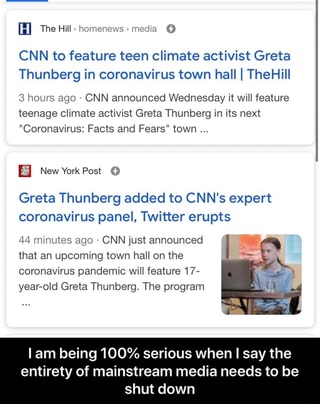 The Hill · homenews · media
CNN to feature teen climate activist Greta
Thunberg in coronavirus town hall | TheHill
3 hours ago · CNN announced Wednesday it will feature
teenage climate activist Greta Thunberg in its next
"Coronavirus: Facts and Fears" town ...
New York Post
Greta Thunberg added to CNN's expert
coronavirus panel, Twitter erupts
44 minutes ago · CNN just announced
that an upcoming town hall on the
coronavirus pandemic will feature 17-
year-old Greta Thunberg. The program
...
I am being 100% serious when I say the
entirety of mainstream media needs to be
shut down